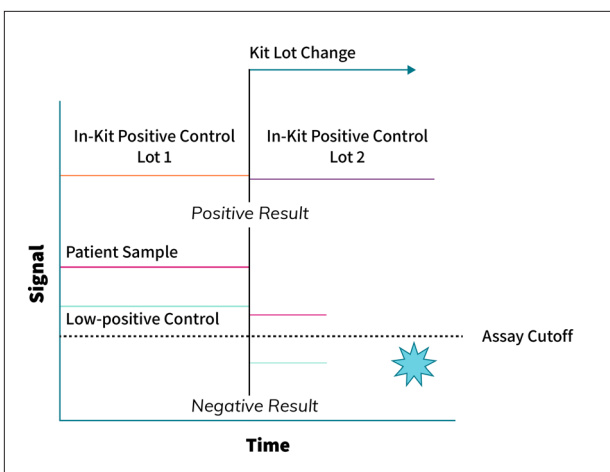 Kit Lot Change
In-Kit Positive Control
Lot 1
In-Kit Positive Control
Lot 2
Positive Result
Patient Sample
Signal
Low-positive Control
Assay Cutoff
Negative Result
Time